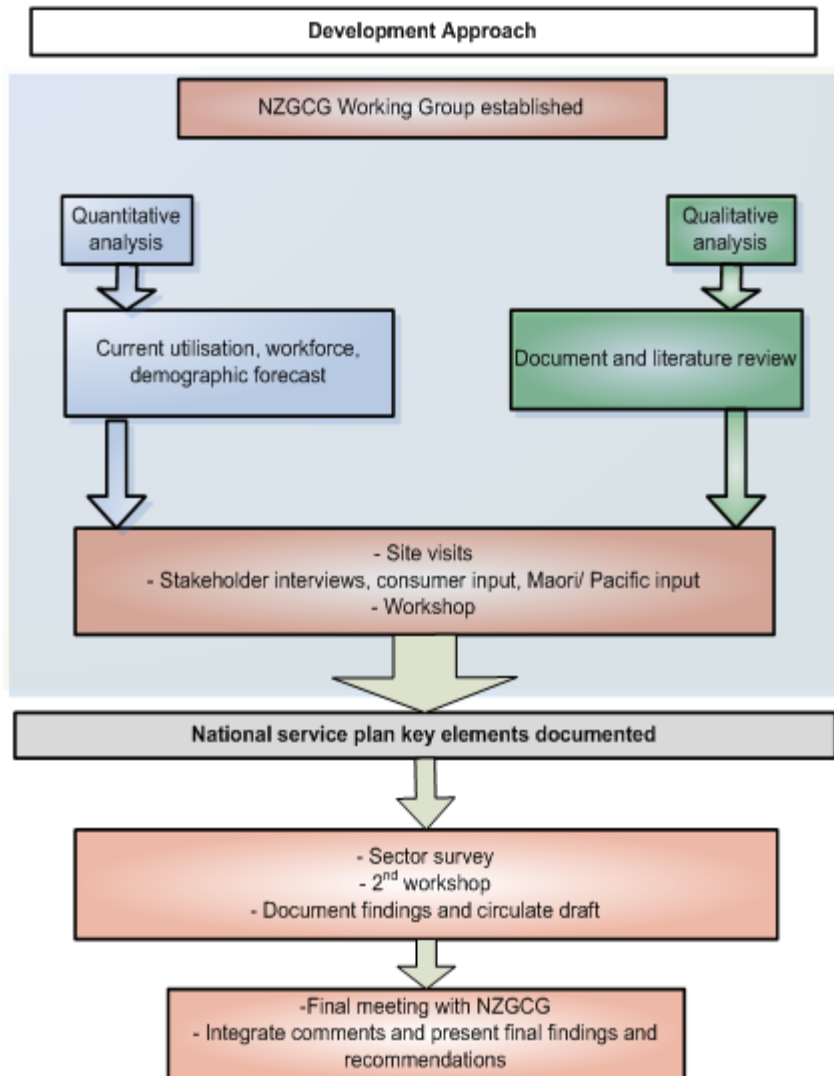 Development Approach
NZGCG Working Group established
Quantitative
analysis
Qualitative
analysis
Current utilisation, workforce,
demographic forecast
Document and literature review
- Site visits
- Stakeholder interviews, consumer input, Maori/ Pacific input
- Workshop
National service plan key elements documented
- Sector survey
- 2nd workshop
- Document findings and circulate draft
-Final meeting with NZGCG
- Integrate comments and present final findings and
recommendations